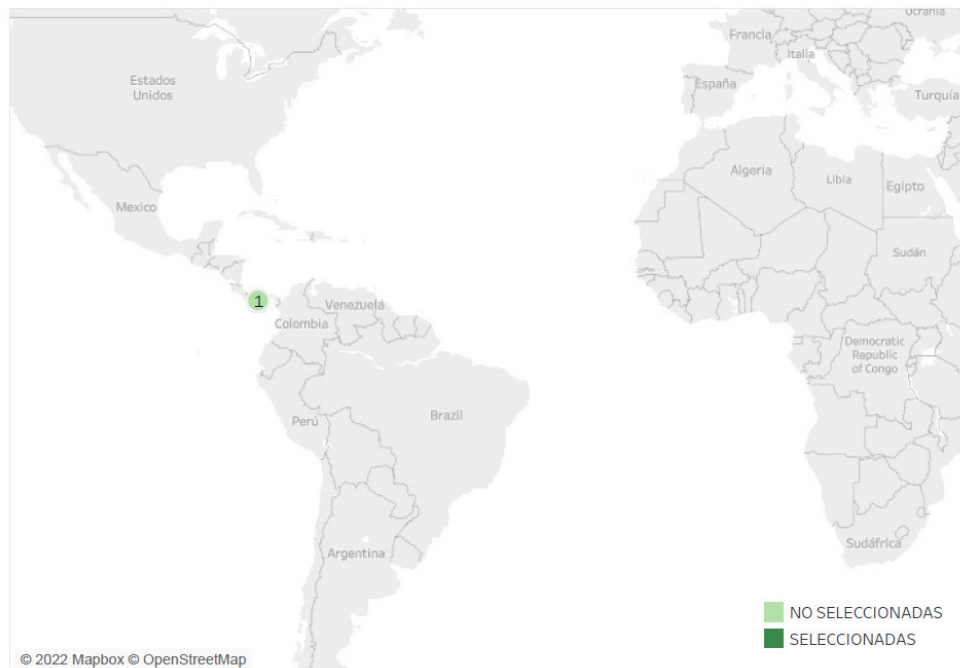 Ucrania
Francia
Italia
España
Turquía
Estados
Unidos
Algeria
Libia
Egipto
Mexico
Sudán
1
Venezuela
Colombia
Democratic
Republic
of Congo
Brazil
Perú
Argentina
Sudáfrica
NO SELECCIONADAS
SELECCIONADAS
© 2022 Mapbox © OpenStreetMap